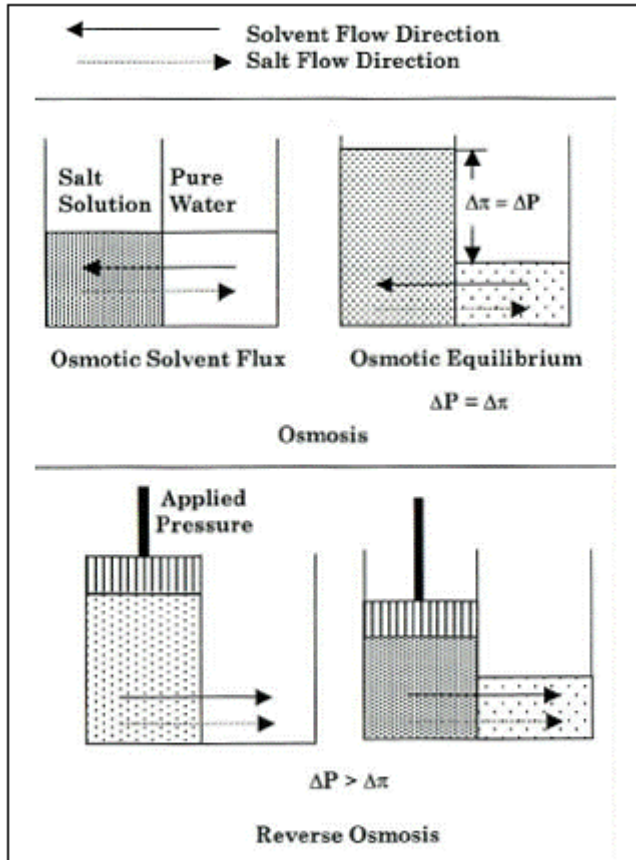 Solvent Flow Direction
Salt Flow Direction
Salt
Solution
Pure
Water
Δπ = ΔP
Osmotic Solvent Flux
Osmotic Equilibrium
ΔP = Δπ
Osmosis
Applied
Pressure
ΔP > Δπ
Reverse Osmosis